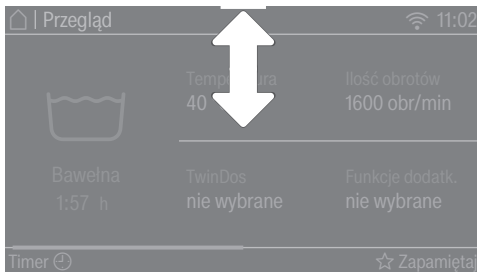 | Przegląd 11:02
Temperatura
40
Ilość obrotów
1600 obr/min
Bawełna
1:57 h
TwinDos
nie wybrane
Funkcje dodatk.
nie wybrane
Timer
Zapamiętaj